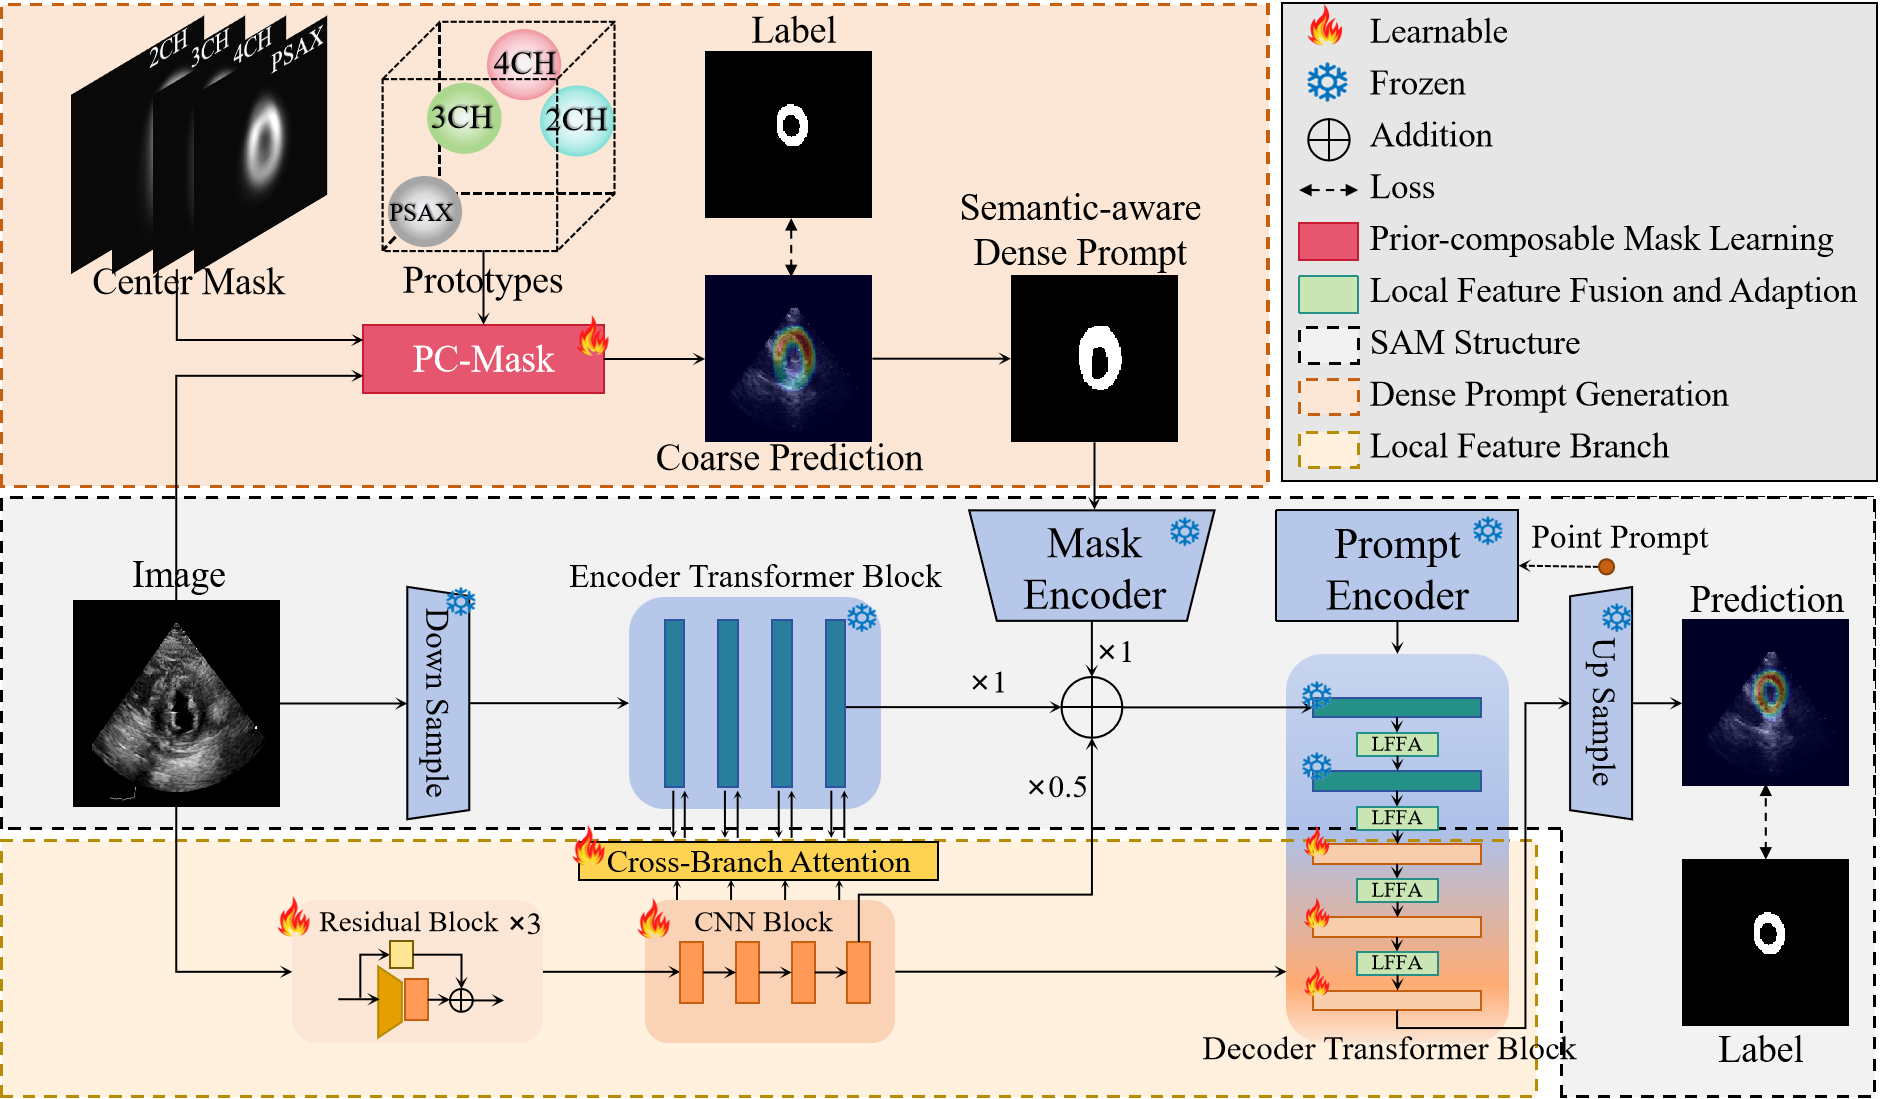 2CH
3CH
4CH
PSAX
Center Mask
4CH
3CH
2CH
PSAX
Prototypes
Label
PC-Mask
Coarse Prediction
Semantic-aware
Dense Prompt
Learnable
Frozen
Addition
Loss
Prior-composable Mask Learning
Local Feature Fusion and Adaption
SAM Structure
Dense Prompt Generation
Local Feature Branch
Image
Down Sample
Encoder Transformer Block
Mask
Encoder
Prompt
Encoder
Point Prompt
×1
×1
×0.5
LFFA
LFFA
LFFA
LFFA
Up Sample
Prediction
Label
Cross-Branch Attention
Residual Block ×3
CNN Block
Decoder Transformer Block